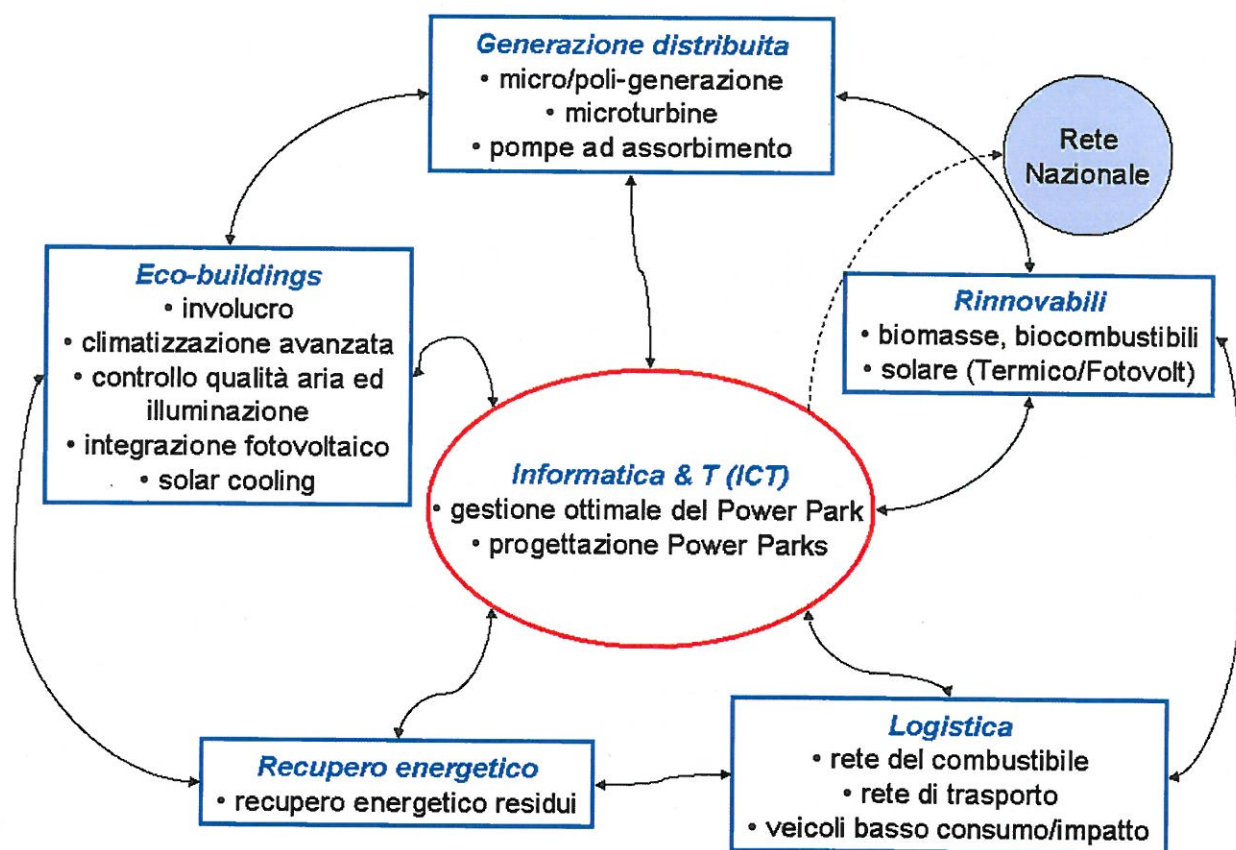 Generazione distribuita
• micro/poli-generazione
• microturbine
• pompe ad assorbimento
Rete
Nazionale
Eco-buildings
• involucro
• climatizzazione avanzata
• controllo qualità aria ed
illuminazione
• integrazione fotovoltaico
• solar cooling
Rinnovabili
• biomasse, biocombustibili
• solare (Termico/Fotovolt)
Informatica & T (ICT)
• gestione ottimale del Power Park
• progettazione Power Parks
Recupero energetico
• recupero energetico residui
Logistica
• rete del combustibile
• rete di trasporto
• veicoli basso consumo/impatto